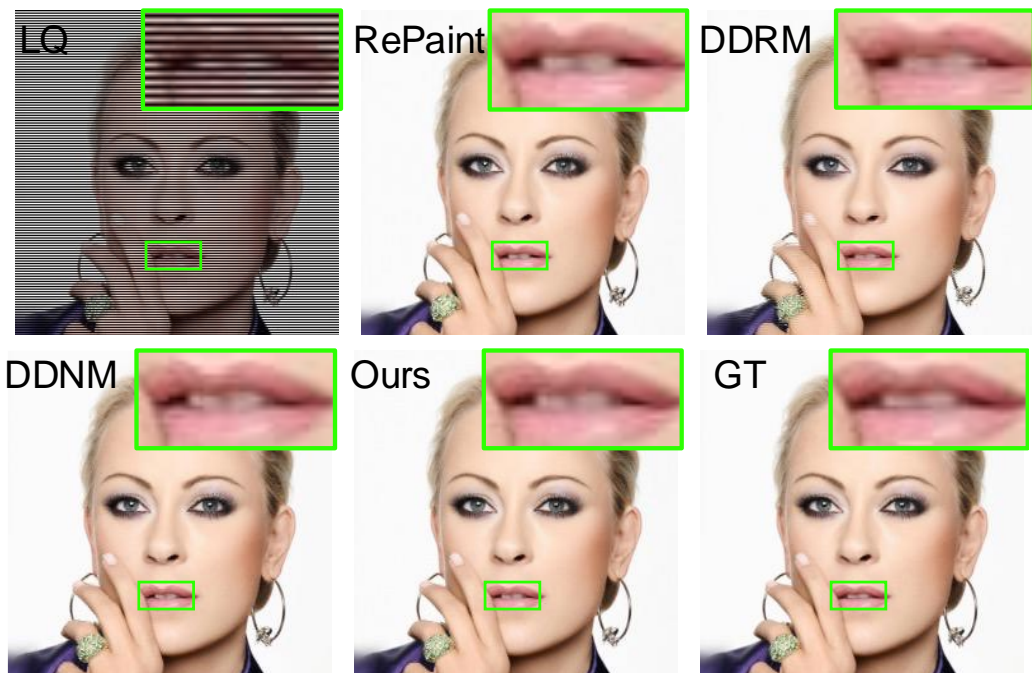 LQ
RePaint
DDRM
DDNM
Ours
GT